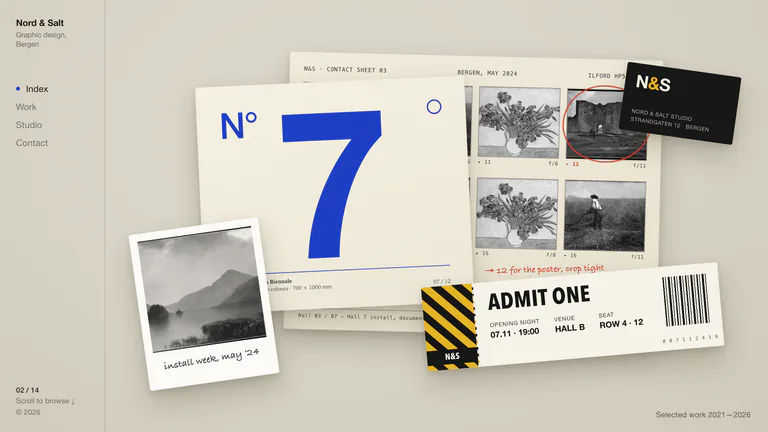 Nord & Salt
Graphic design,
Bergen
Index
Work
Studio
Contact
02 / 14
Scroll to browse ↓
© 2026
N&S · CONTACT SHEET 03
BERGEN, MAY 2024
ILFORD HP5
N&S
NORD & SALT STUDIO
STRANDGATEN 12 · BERGEN
Nº
7
Biennale
colours · 700 × 1000 mm
07 / 12
11
f/8
12
f/11
15
f/8
16
f/11
→ 12 for the poster, crop tight
Roll 03 / 07 – Hall 7 install,
install week, may '24
N&S
ADMIT ONE
OPENING NIGHT
07.11 · 19:00
VENUE
HALL B
SEAT
ROW 4 · 12
007112419
Selected work 2021—2026